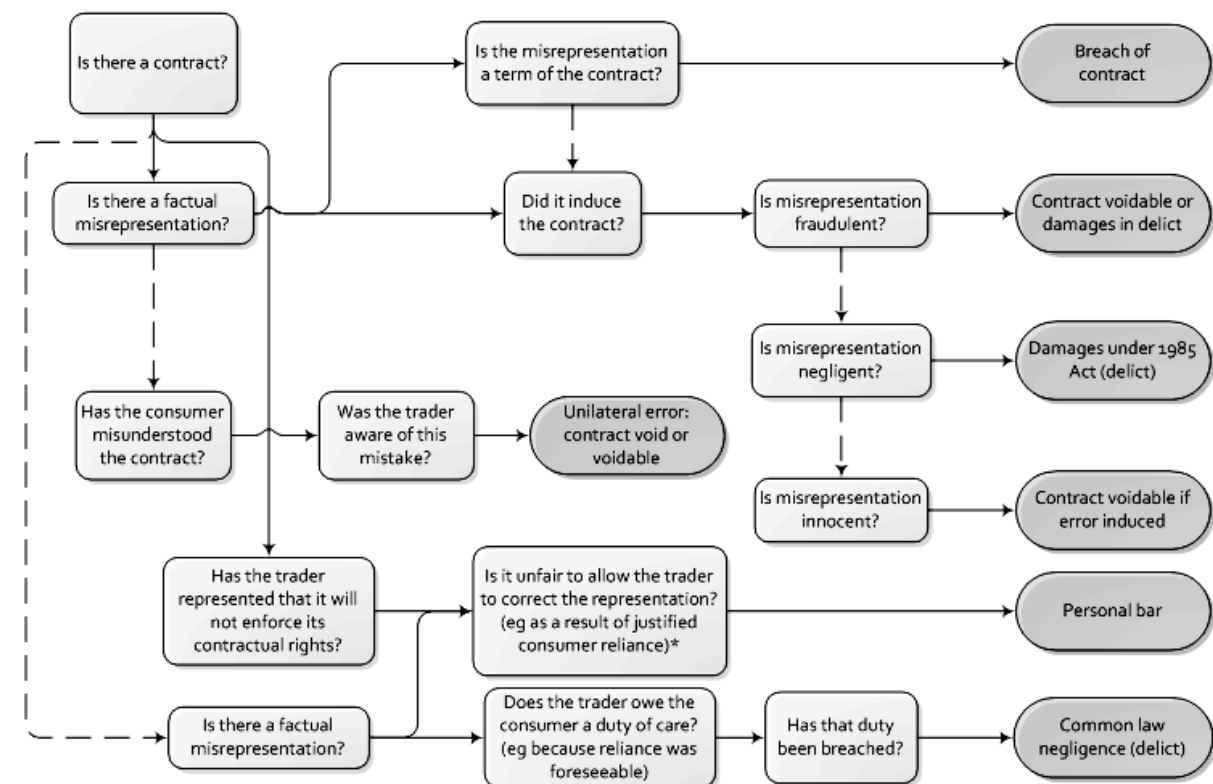 Is there a contract?
Is the misrepresentation
a term of the contract?
Breach of
contract
Is there a factual
misrepresentation?
Did it induce
the contract?
Is misrepresentation
fraudulent?
Contract voidable or
damages in delict
Is misrepresentation
negligent?
Damages under 1985
Act (delict)
Has the consumer
misunderstood
the contract?
Was the trader
aware of this
mistake?
Unilateral error:
contract void or
voidable
Is misrepresentation
innocent?
Contract voidable if
error induced
Has the trader
represented that it will
not enforce its
contractual rights?
Is it unfair to allow the trader
to correct the representation?
(eg as a result of justified
consumer reliance)*
Personal bar
Is there a factual
misrepresentation?
Does the trader owe the
consumer a duty of care?
(eg because reliance was
foreseeable)
Has that duty
been breached?
Common law
negligence (delict)